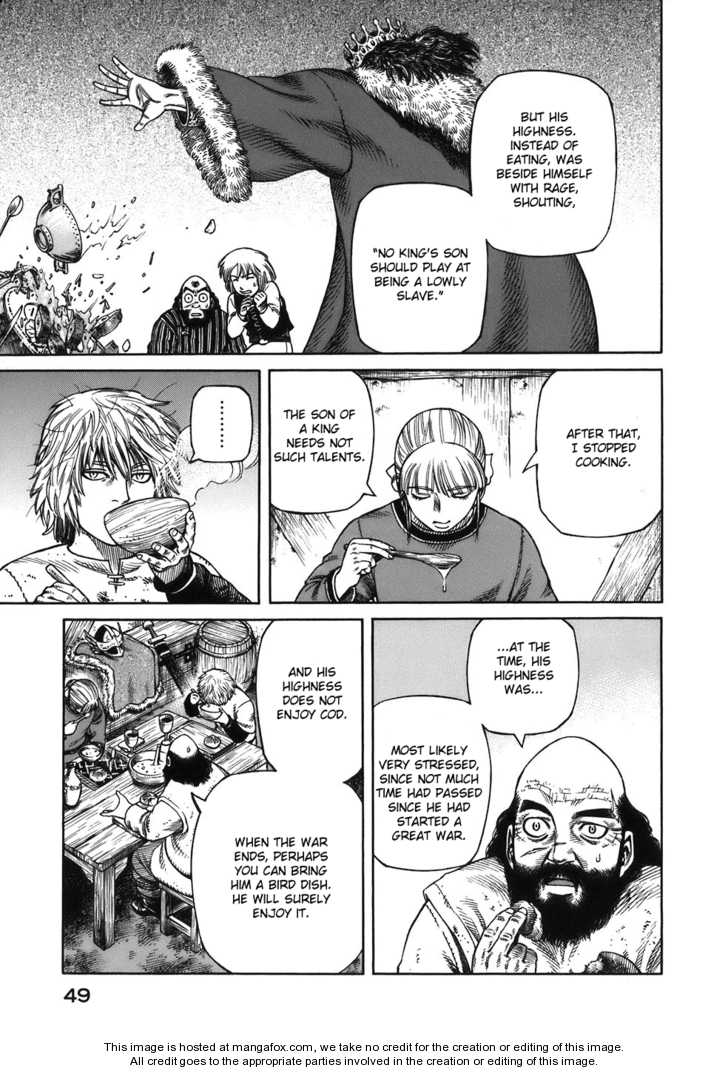 BUT HIS
HIGHNESS.
INSTEAD OF
EATING, WAS
BESIDE HIMSELF
WITH RAGE,
SHOUTING,
"NO KING'S SON
SHOULD PLAY AT
BEING A LOWLY
SLAVE."
AFTER THAT,
I STOPPED
COOKING.
THE SON OF
A KING
NEEDS NOT
SUCH TALENTS.
........
...AT THE
TIME, HIS
HIGHNESS
WAS...
MOST LIKELY
VERY STRESSED,
SINCE NOT MUCH
TIME HAD PASSED
SINCE HE HAD
STARTED A
GREAT WAR.
AND HIS
HIGHNESS
DOES NOT
ENJOY COD.
WHEN THE WAR
ENDS, PERHAPS
YOU CAN BRING
HIM A BIRD DISH.
HE WILL SURELY
ENJOY IT.
49
This image is hosted at mangafox.com, we take no credit for the creation or editing of this image.
All credit goes to the appropriate parties involved in the creation or editing of this image.